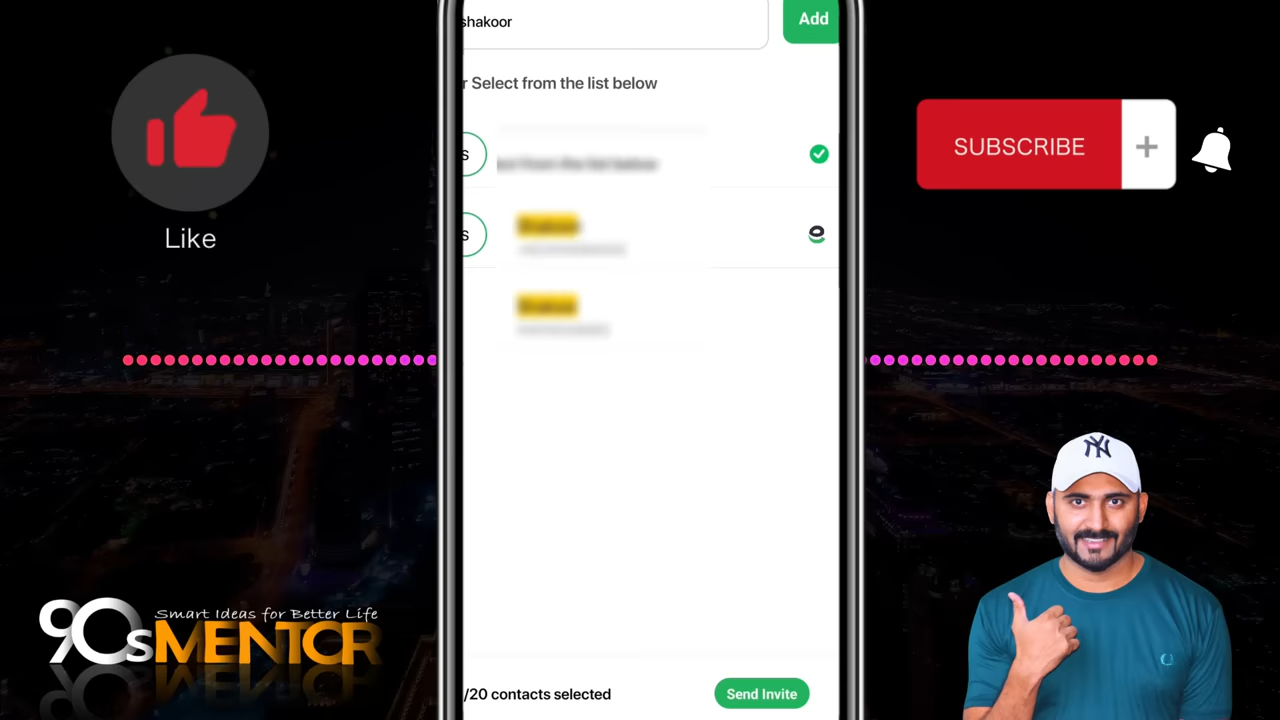 shakoor
Add
r Select from the list below
s
s
Like
SUBSCRIBE
NY
Smart Ideas for Better Life
90sMENTOR
/20 contacts selected
Send Invite